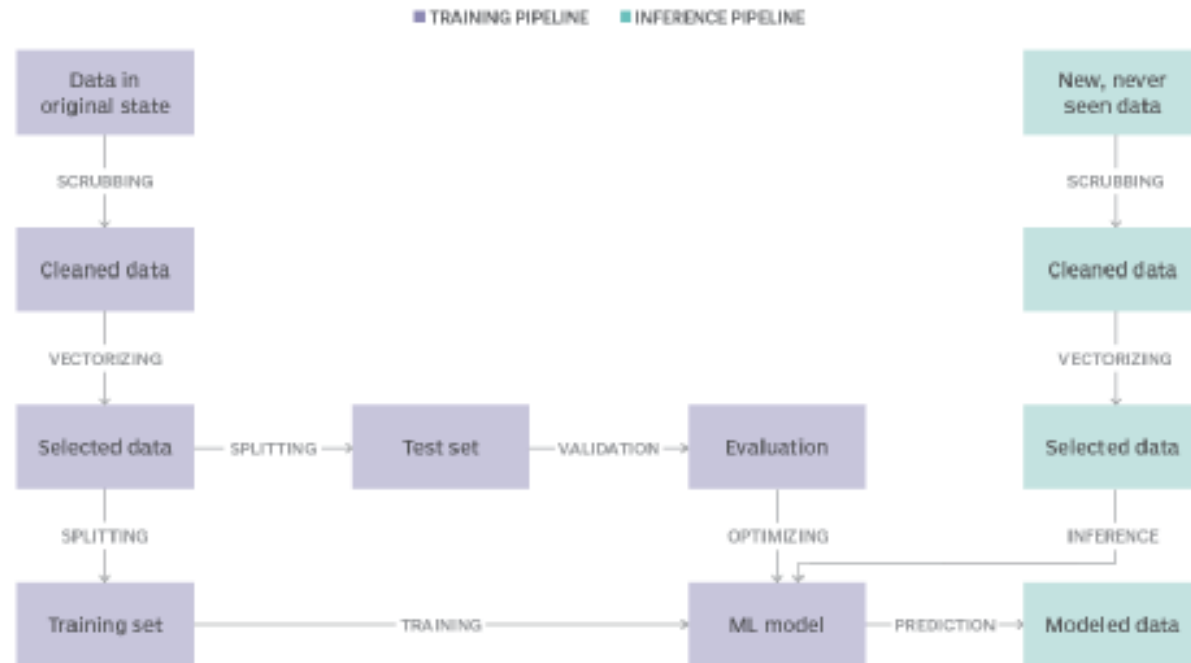 TRAINING PIPELINE INFERENCE PIPELINE
Data in
original state
New, never
seen data
SCRUBBING
SCRUBBING
Cleaned data
Cleaned data
VECTORIZING
VECTORIZING
Selected data
SPLITTING
Test set
VALIDATION
Evaluation
Selected data
SPLITTING
OPTIMIZING
INFERENCE
Training set
TRAINING
ML model
PREDICTION
Modeled data